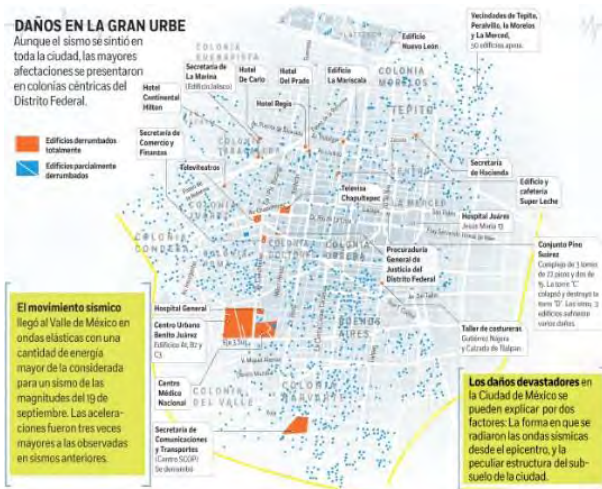 DAÑOS EN LA GRAN URBE
Aunque el sismo se sintió en
toda la ciudad, las mayores
afectaciones se presentaron
en colonias céntricas del
Distrito Federal.
Edificios derrumbados
totalmente
Edificios parcialmente
derrumbados
Secretaría de
La Marina
(Edificio Jalisco)
Hotel
De Carlo
Hotel
Del Prado
Edificio
La Mariscala
Edificio
Nuevo León
Vecindades de Tepito,
Peralvillo, la Morelos
y La Merced,
50 edificios aprox.
Hotel
Continental
Hilton
Hotel Regis
COLONIA
MORELOS
TEPITO
Secretaría de
Comercio y
Finanzas
Televiteatros
Televisa
Chapultepec
Secretaría
de Hacienda
Edificio y
cafetería
Super Leche
LA MERCED
Hospital Juárez
Jesús María 13
COLONIA
CONDESA
Procuraduría
General de
Justicia del
Distrito Federal
Conjunto Pino
Suárez
Complejo de 3 torres
de 22 pisos y dos de
15. La torre "C"
colapsó y destruyó la
torre "D". Las otras, 3
edificios sufrieron
varios daños.
El movimiento sísmico
llegó al Valle de México en
ondas elásticas con una
cantidad de energía
mayor de la considerada
para un sismo de las
magnitudes del 19 de
septiembre. Las acelera-
ciones fueron tres veces
mayores a las observadas
en sismos anteriores.
Hospital General
Centro Urbano
Benito Juárez
Edificios A1, B2 y
C3
BUENOS
AIRES
Taller de costureras
Gutiérrez Nájera
y Calzada de Tlalpan
Centro
Médico
Nacional
COLONIA
DEL VALLE
COLONIA
NARVARTE
Secretaría de
Comunicaciones
y Transportes
(Centro SCOP)
Se derrumbó
Los daños devastadores en
la Ciudad de México se
pueden explicar por dos
factores: La forma en que se
radiaron las ondas sísmicas
desde el epicentro, y la
peculiar estructura del sub-
suelo de la ciudad.